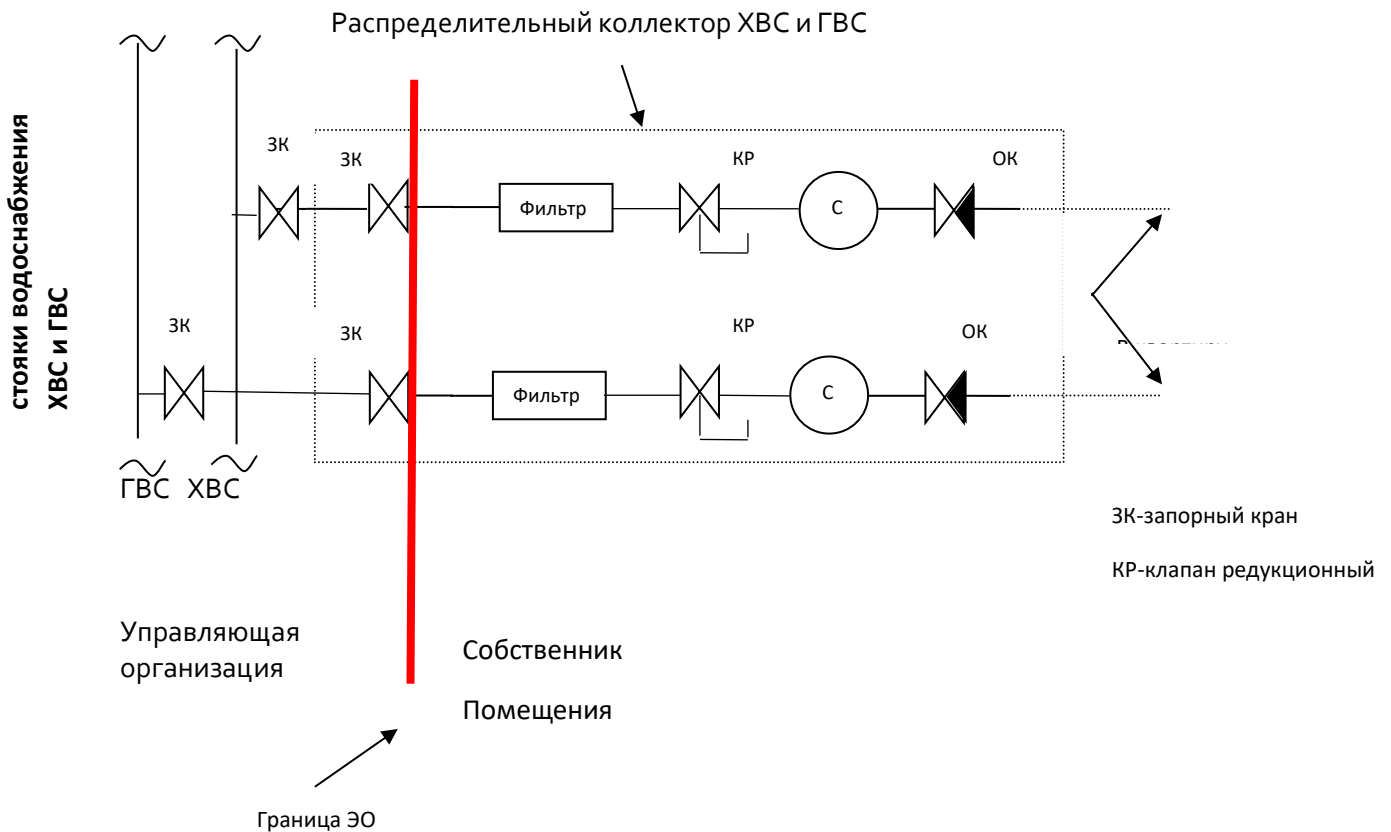 Распределительный коллектор ХВС и ГВС
стояки водоснабжения
ХВС и ГВС
ЗК
ЗК
КР
ОК
Фильтр
С
ЗК
ЗК
КР
ОК
Фильтр
С
ГВС ХВС
ЗК-запорный кран
КР-клапан редукционный
Управляющая
организация
Собственник
Помещения
Граница ЭО